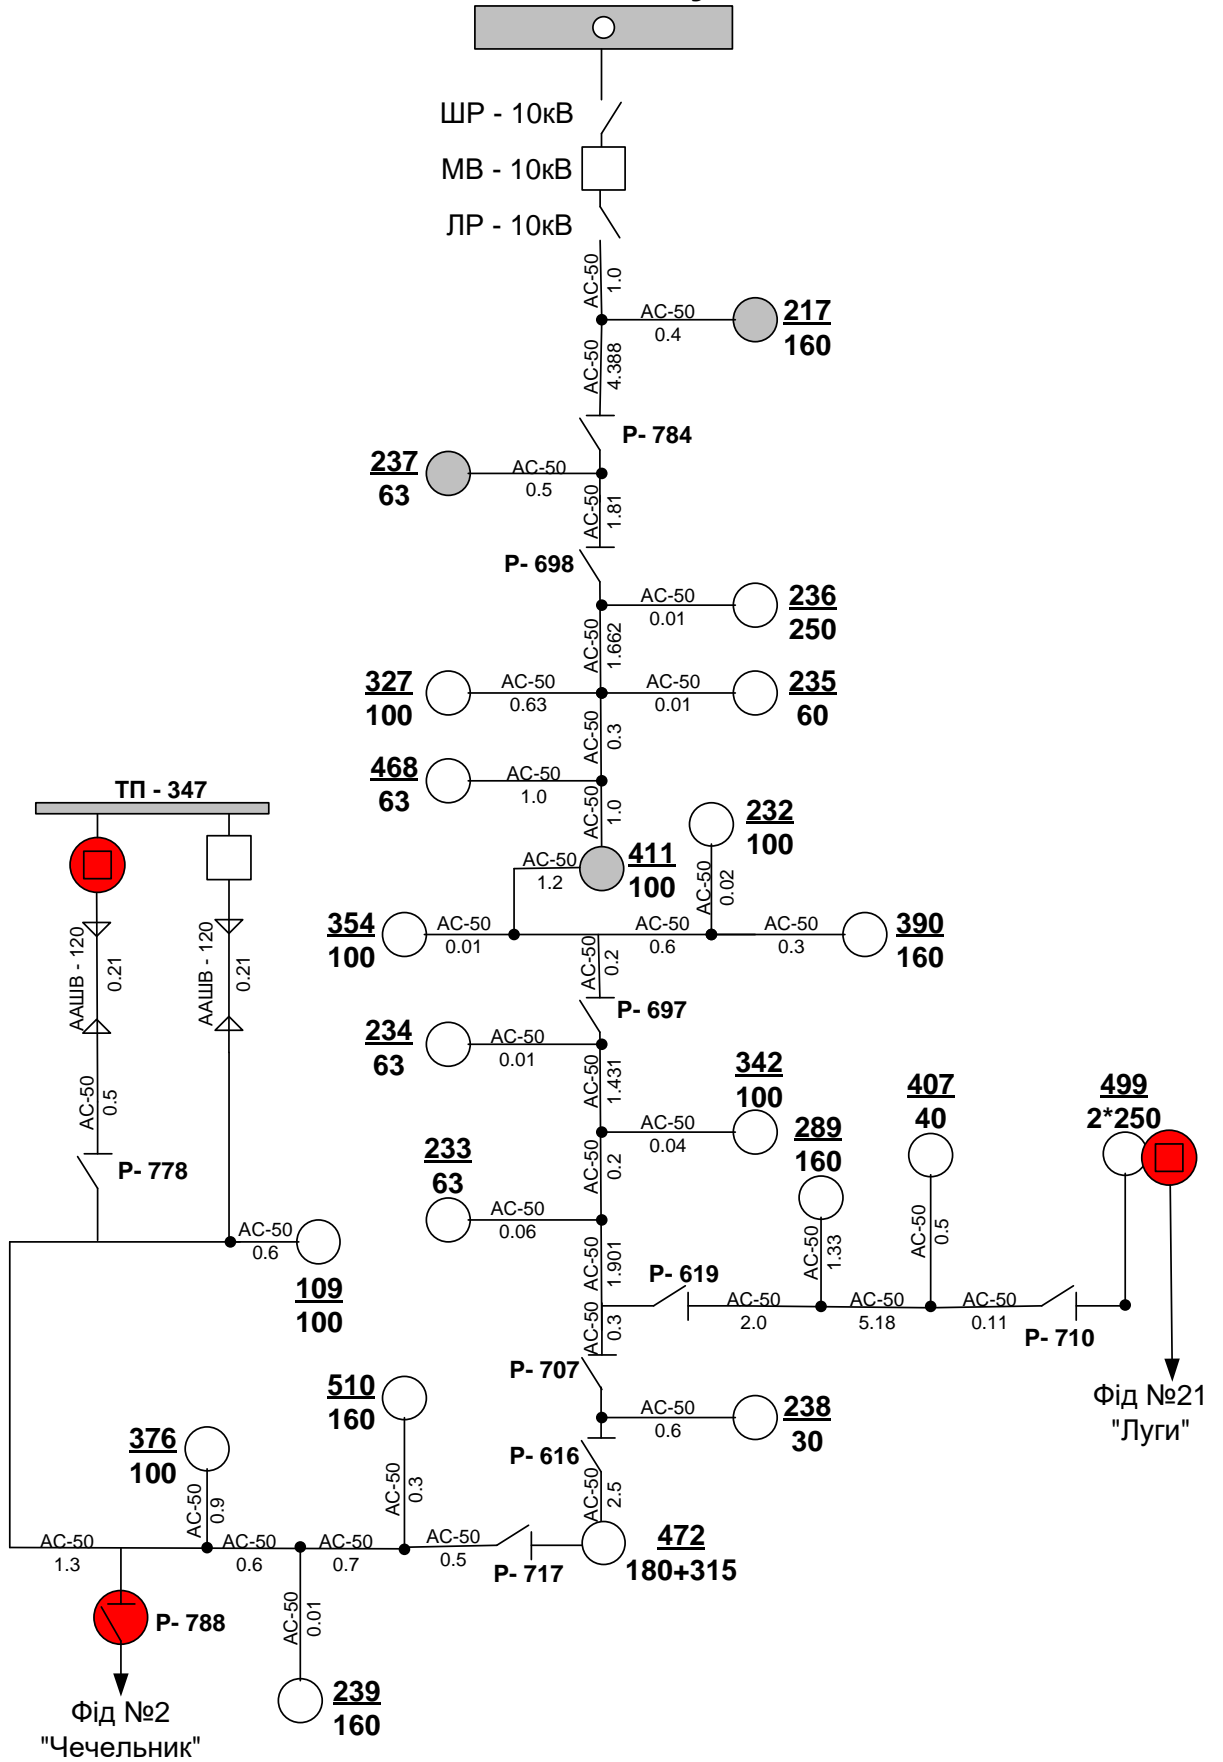 ШР - 10кВ
МВ - 10кВ
ЛР - 10кВ
АС-50
1.0
АС-50
0.4
217
160
АС-50
4.388
Р- 784
237
63
АС-50
0.5
АС-50
1.81
Р- 698
АС-50
0.01
236
250
АС-50
1.662
327
100
АС-50
0.63
АС-50
0.01
235
60
АС-50
0.3
468
63
АС-50
1.0
АС-50
1.0
ТП - 347
232
100
АС-50
1.2
411
100
АС-50
0.02
354
100
АС-50
0.01
АС-50
0.6
АС-50
0.3
390
160
ААШВ - 120
0.21
ААШВ - 120
0.21
АС-50
0.2
Р- 697
234
63
АС-50
0.01
АС-50
1.431
АС-50
0.5
342
100
АС-50
0.04
407
40
499
2*250
289
160
Р- 778
233
63
АС-50
0.06
АС-50
0.2
АС-50
1.33
АС-50
0.5
АС-50
0.6
109
100
АС-50
1.901
Р- 619
АС-50
2.0
АС-50
5.18
АС-50
0.11
Р- 710
АС-50
0.3
Р- 707
510
160
АС-50
0.6
238
30
Фід №21
"Луги"
376
100
АС-50
0.9
АС-50
0.3
Р- 616
АС-50
2.5
АС-50
1.3
АС-50
0.6
АС-50
0.7
АС-50
0.5
Р- 717
472
180+315
Р- 788
АС-50
0.01
239
160
Фід №2
"Чечельник"